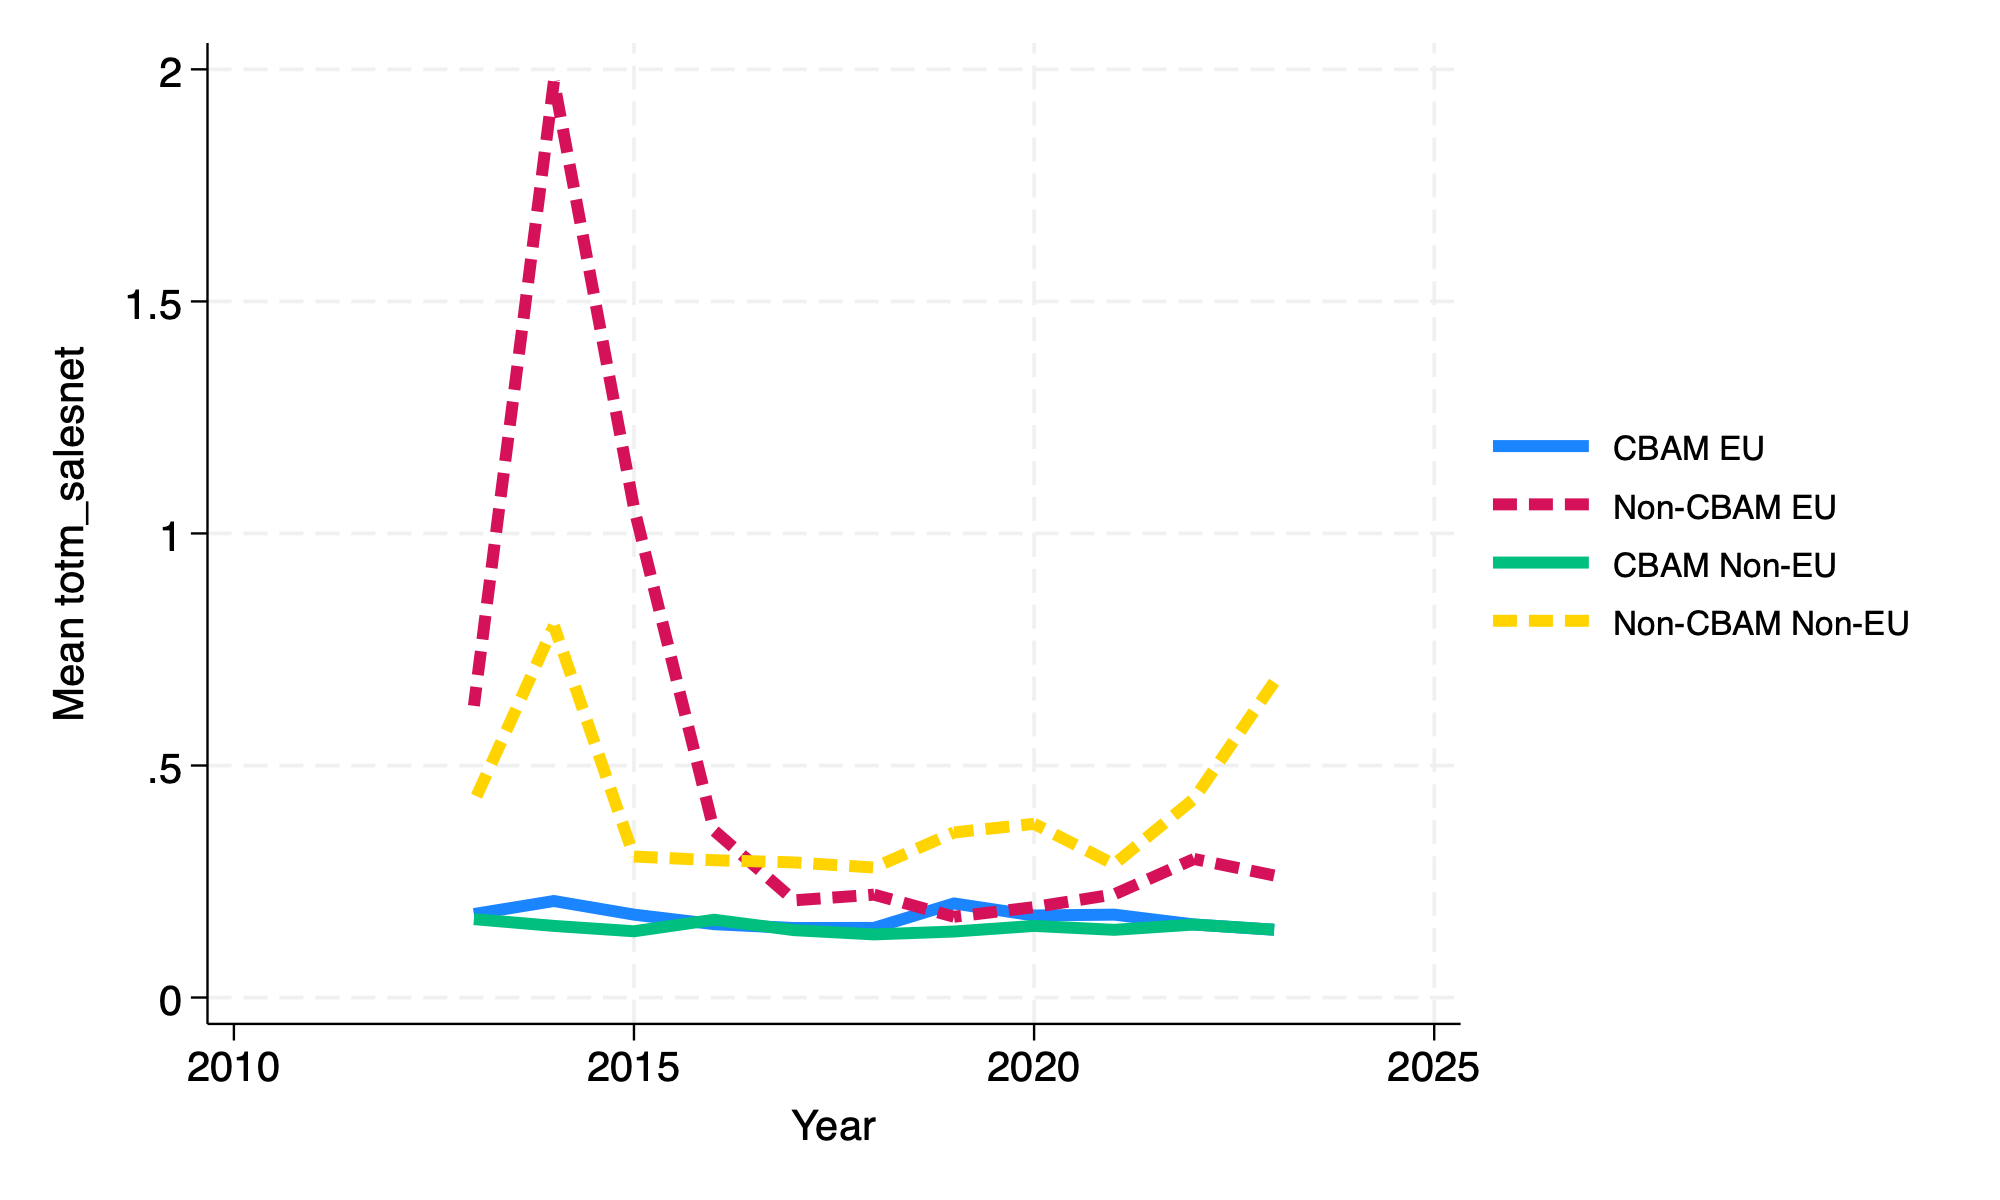 2
1.5
1
.5
0
Mean totm_salesnet
2010 2015 2020 2025
Year
CBAM EU
Non-CBAM EU
CBAM Non-EU
Non-CBAM Non-EU